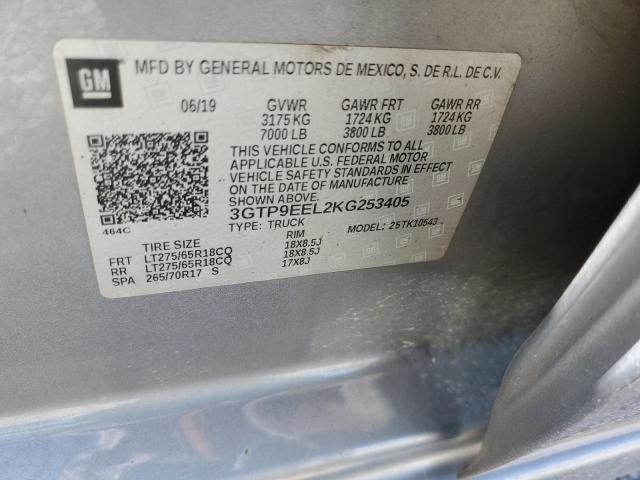 GM
MFD BY GENERAL MOTORS DE MEXICO, S. DE R.L. DE C.V.
06/19 GVWR GAWR FRT GAWR RR
3175 KG 1724 KG 1724 KG
7000 LB 3800 LB 3800 LB
THIS VEHICLE CONFORMS TO ALL
APPLICABLE U.S. FEDERAL MOTOR
VEHICLE SAFETY STANDARDS IN EFFECT
ON THE DATE OF MANUFACTURE
SHOWN ABOVE.
3GTP9EEL2KG253405
464C TYPE: TRUCK MODEL: 25TK10543
TIRE SIZE RIM
FRT LT275/65R18CQ 18X8.5J
RR LT275/65R18CQ 18X8.5J
SPA 265/70R17 S 17X8J